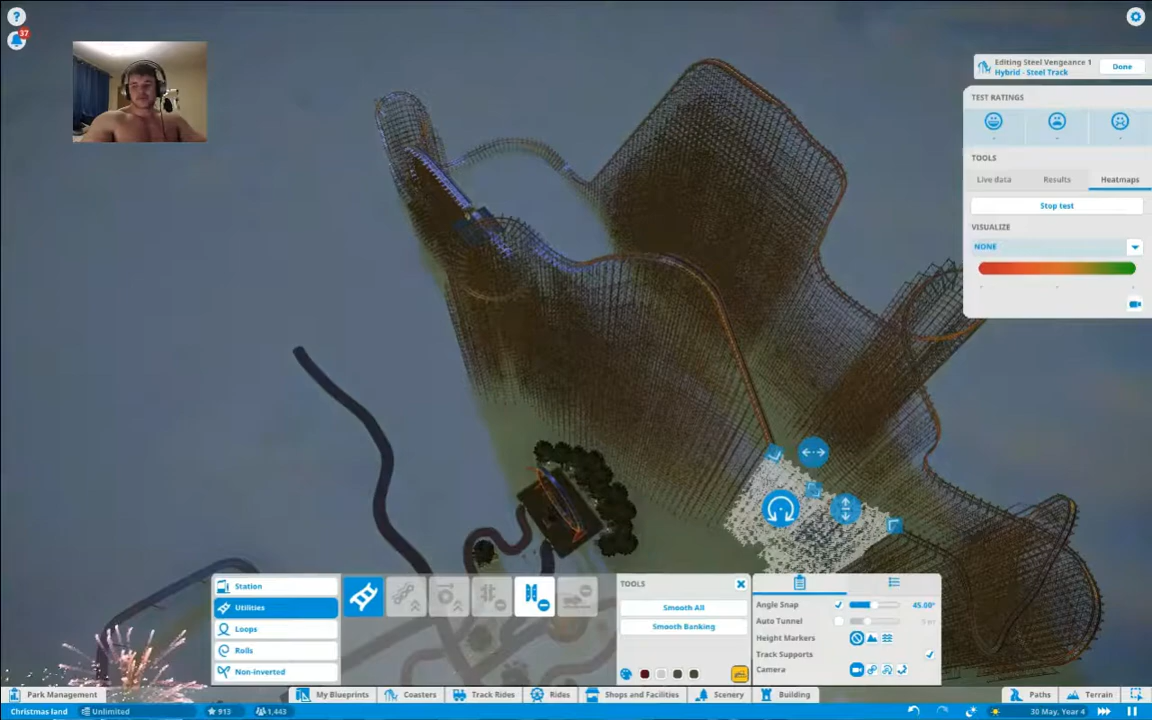 ?
37
Editing Steel Vengeance 1
Hybrid - Steel Track
Done
TEST RATINGS
- - -
TOOLS
Live data Results Heatmaps
Stop test
VISUALIZE
NONE
- - -
Station
Utilities
Loops
Rolls
Non-inverted
TOOLS
Smooth All
Smooth Banking
Angle Snap 45.00°
Auto Tunnel
Height Markers
Track Supports
Camera
Park Management
My Blueprints
Coasters
Track Rides
Rides
Shops and Facilities
Scenery
Building
Paths
Terrain
Christmas land
Unlimited
913
1,443
30 May, Year 4